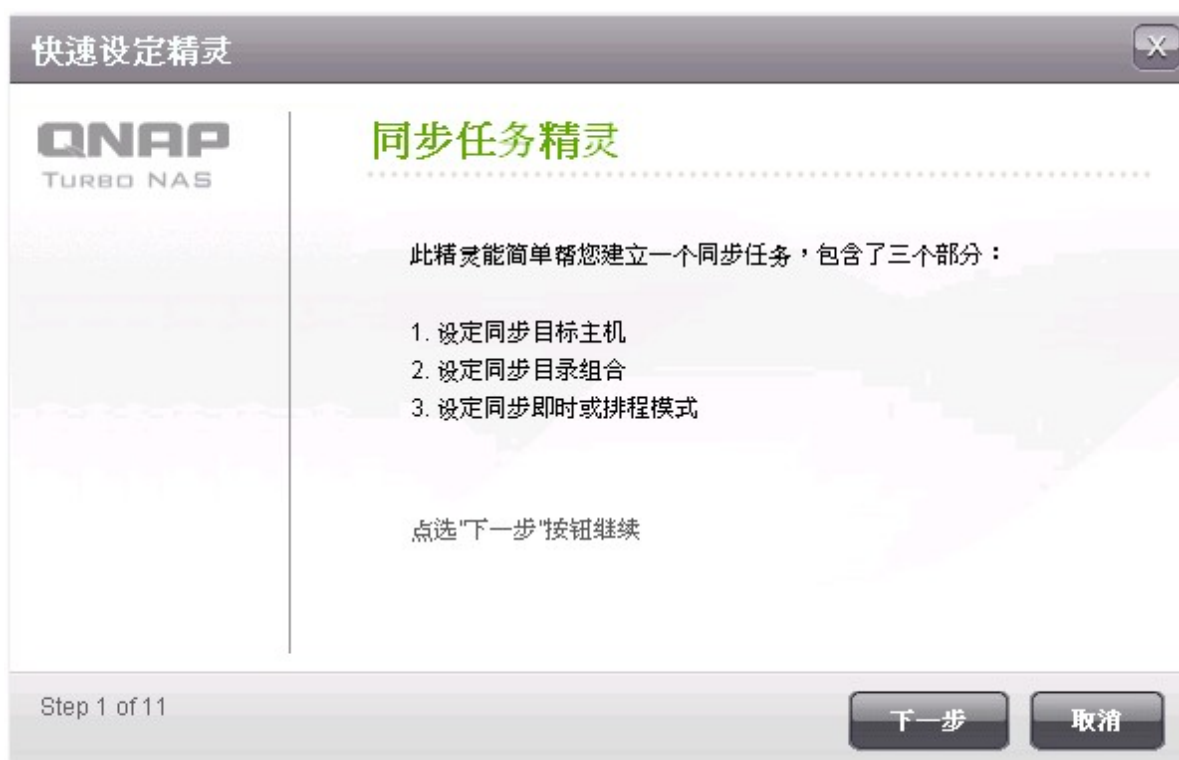 快速设定精灵
X
QNAP
TURBO NAS
同步任务精灵
此精灵能简单帮您建立一个同步任务，包含了三个部分：
1. 设定同步目标主机
2. 设定同步目录组合
3. 设定同步即时或排程模式
点选"下一步"按钮继续
Step 1 of 11
下一步
取消